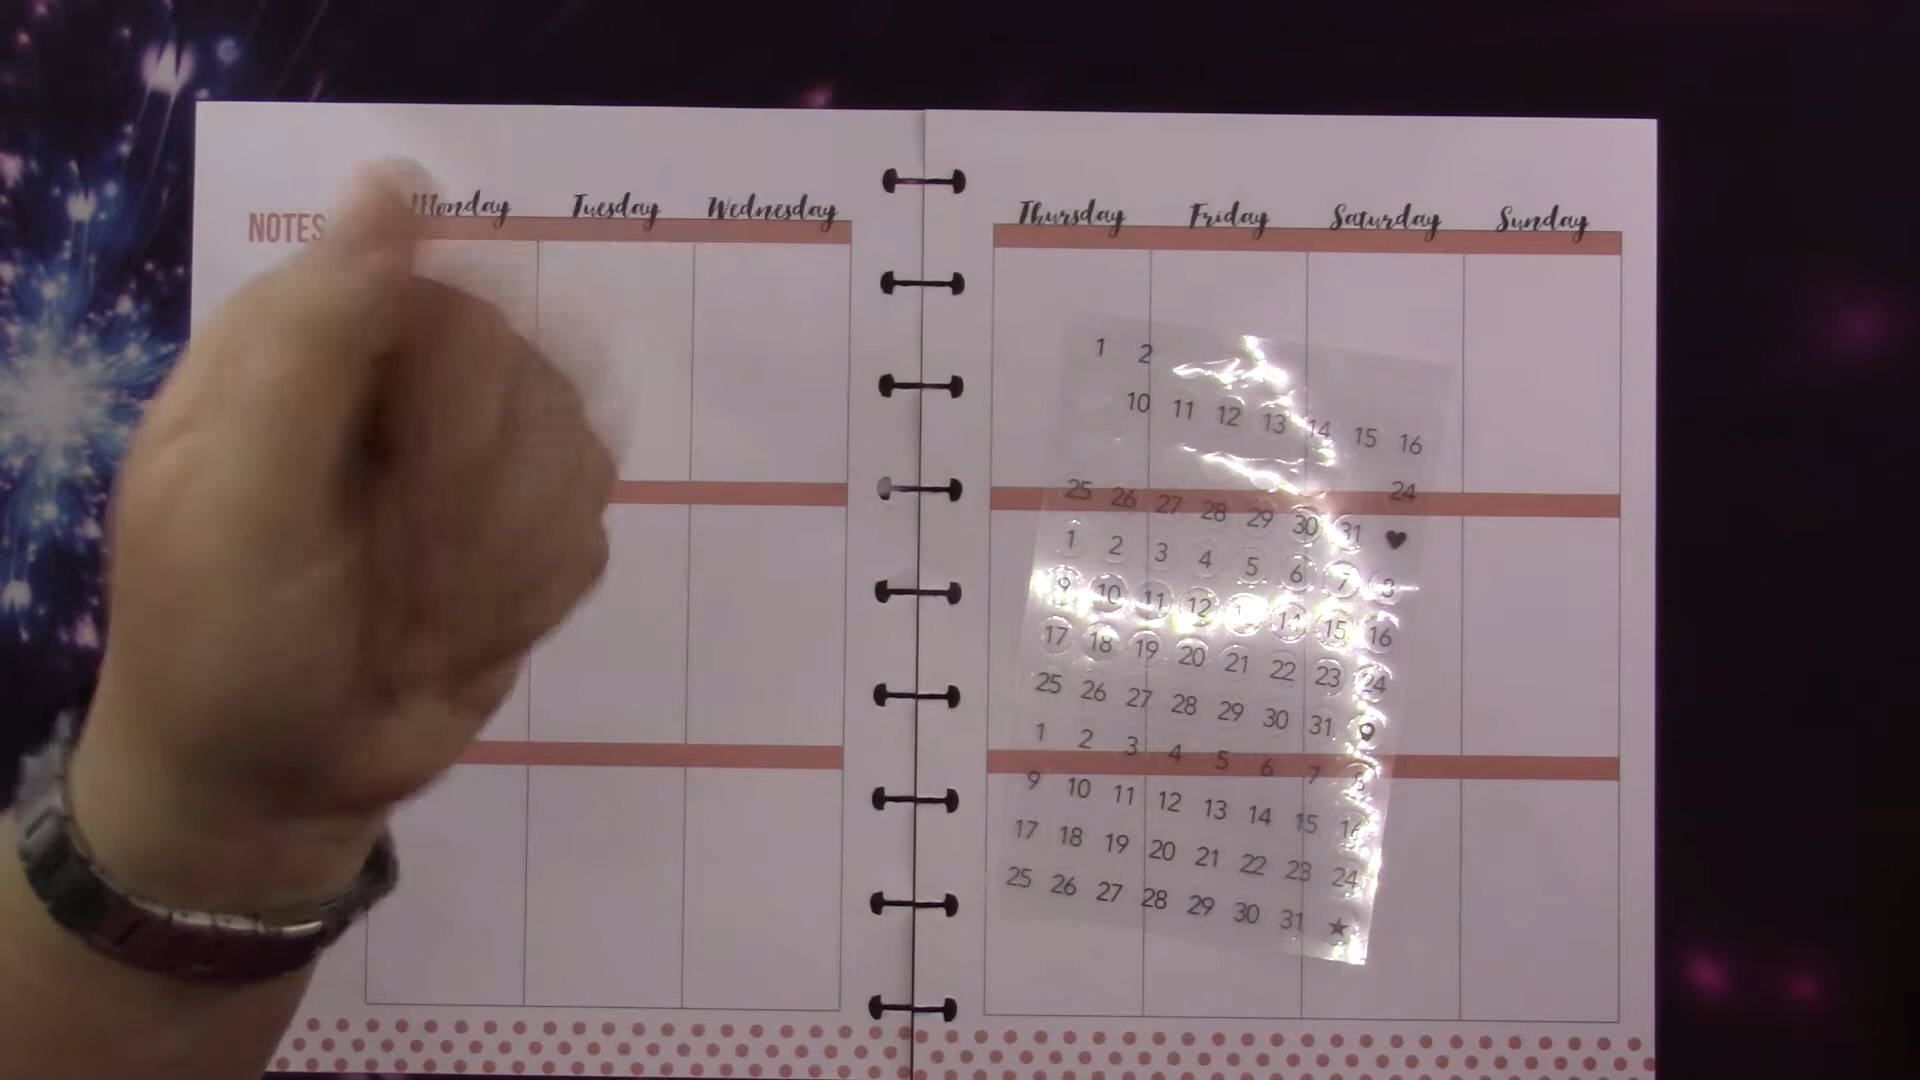 NOTES
Monday Tuesday Wednesday Thursday Friday Saturday Sunday
1 2
10 11 12 13 14 15 16
24
25 26 27 28 29 30 31 ♥
1 2 3 4 5 6 7
9 10 11 12 14 15 16
17 18 19 20 21 22 23 24
25 26 27 28 29 30 31
1 2 3 4 5 6 7 8
9 10 11 12 13 14 15 16
17 18 19 20 21 22 23 24
25 26 27 28 29 30 31 ★